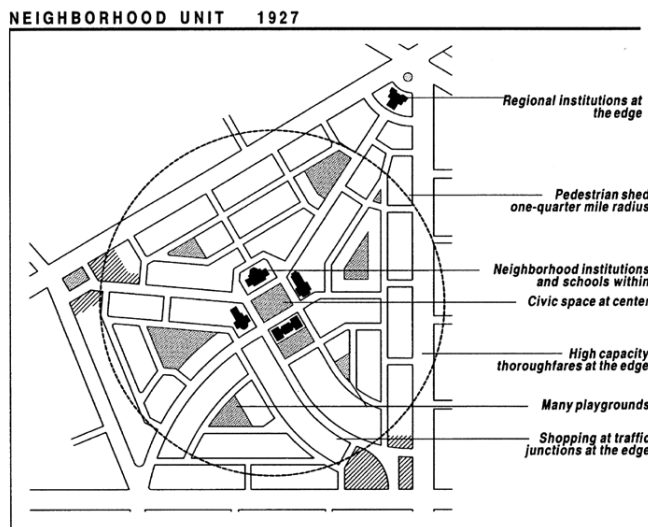 NEIGHBORHOOD UNIT 1927
Regional institutions at
the edge
Pedestrian shed
one-quarter mile radius
Neighborhood institutions
and schools within
Civic space at center
High capacity
thoroughfares at the edge
Many playgrounds
Shopping at traffic
junctions at the edge